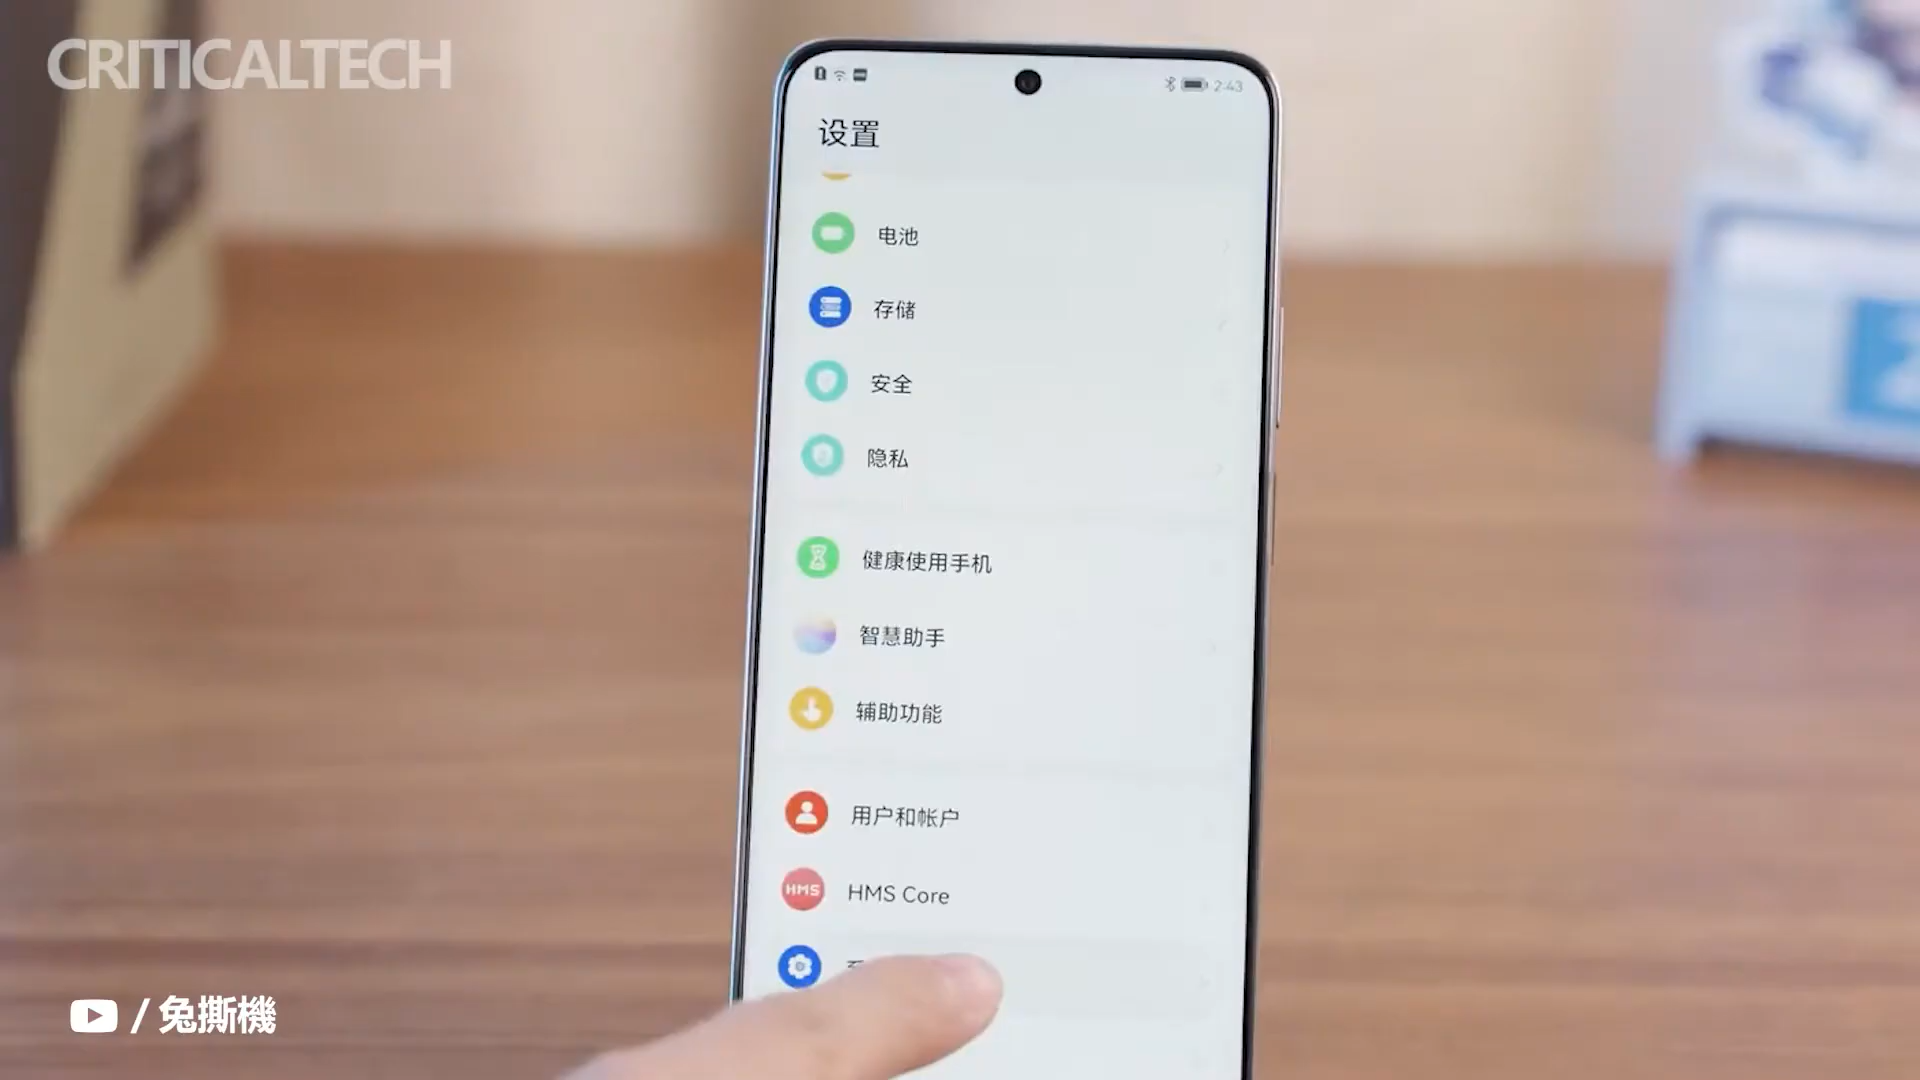 CRITICALTECH
2:43
设置
电池
存储
安全
隐私
健康使用手机
智慧助手
辅助功能
用户和帐户
HMS
HMS Core
/ 兔撕機